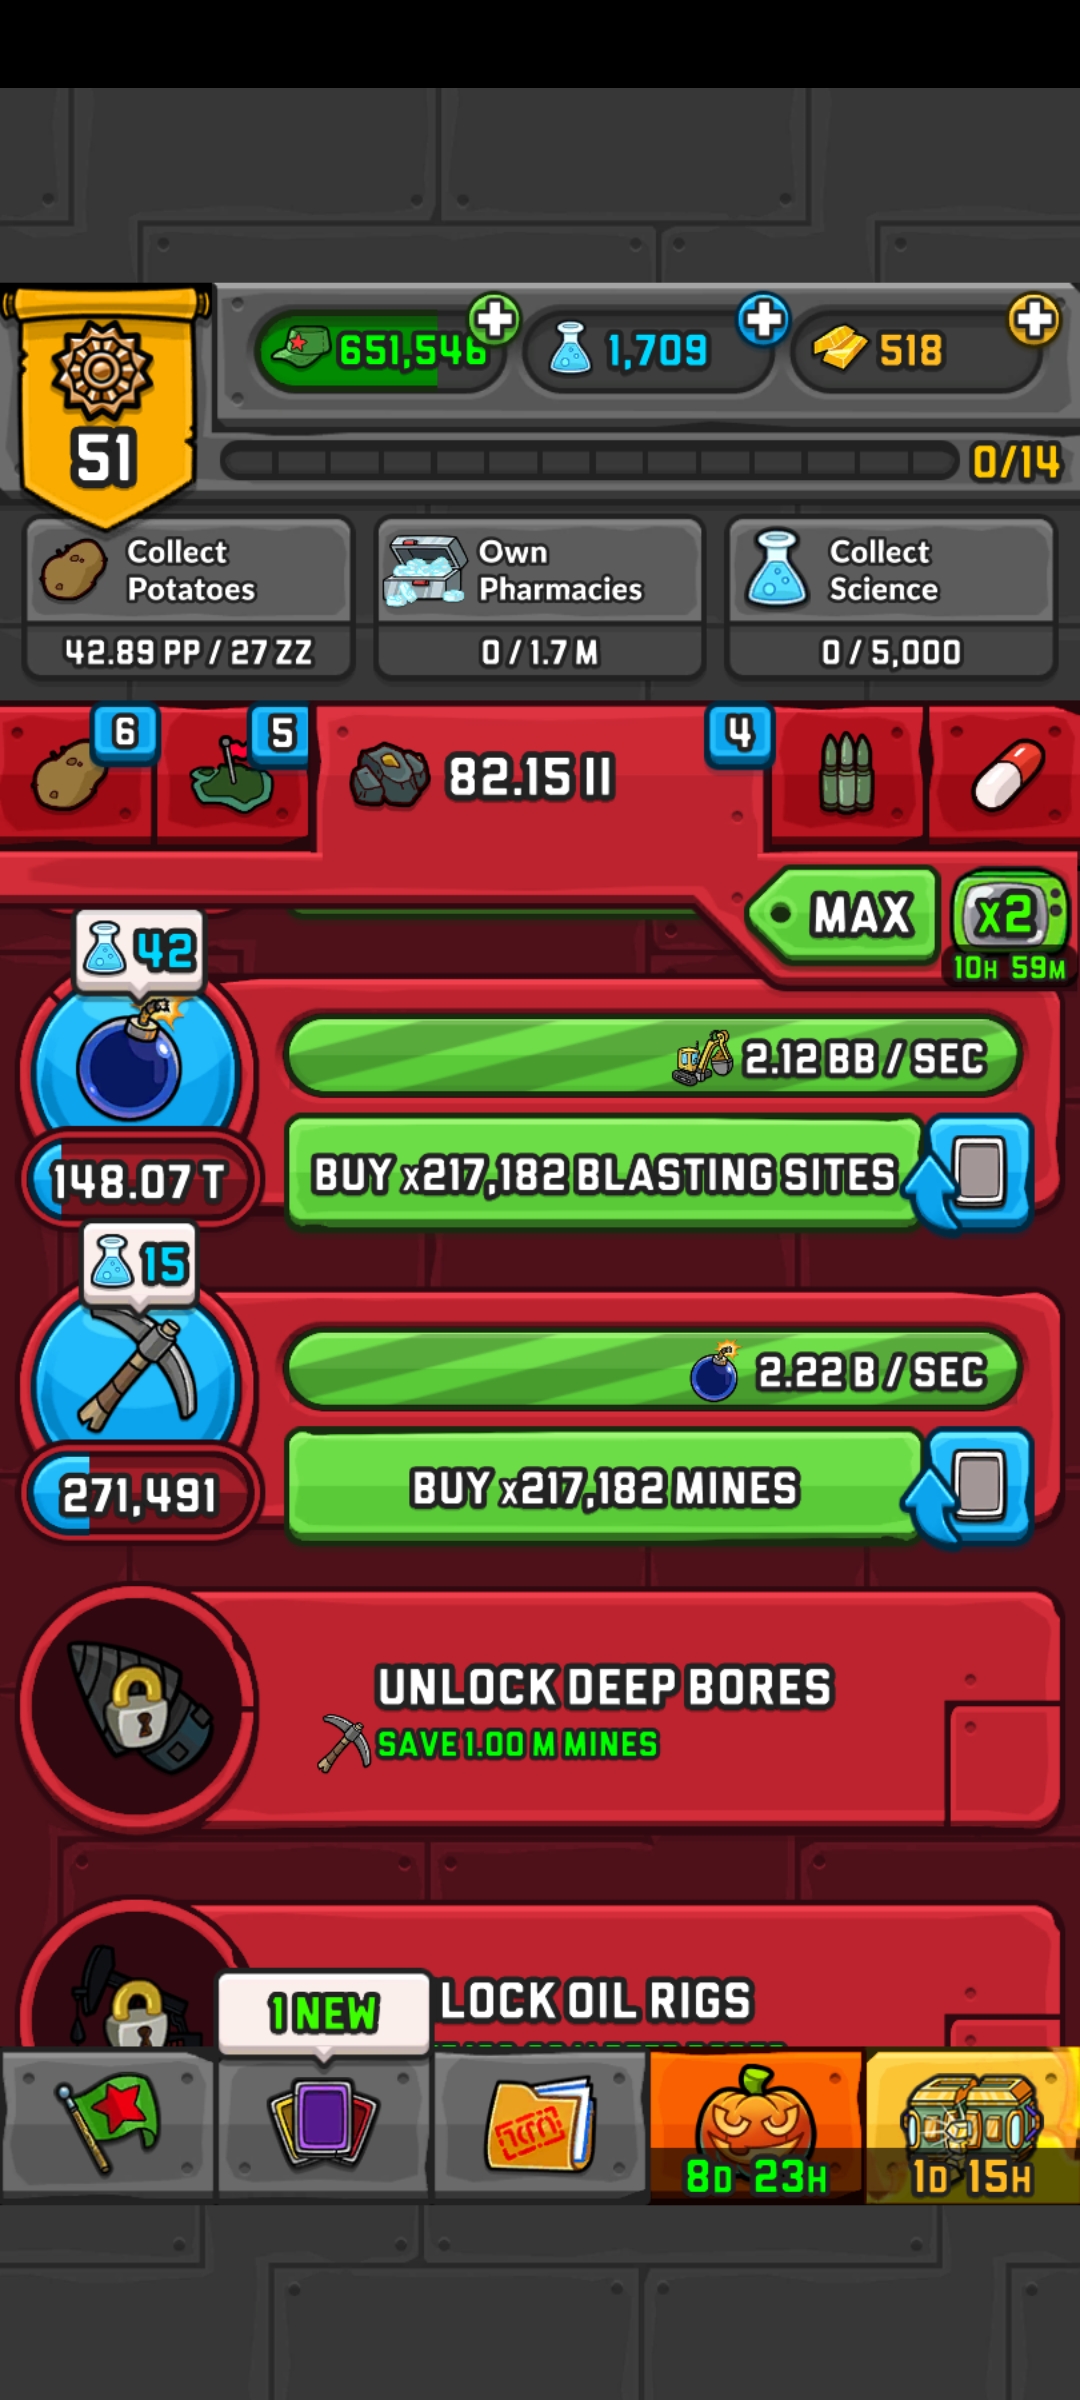 651,546
1,709
518
51
0/14
Collect
Potatoes
42.89 PP / 27 ZZ
Own
Pharmacies
0 / 1.7 M
Collect
Science
0 / 5,000
6
5
82.15 II
4
MAX
x2
10H 59M
42
2.12 BB / SEC
148.07 T
BUY x217,182 BLASTING SITES
15
2.22 B / SEC
271,491
BUY x217,182 MINES
UNLOCK DEEP BORES
SAVE 1.00 M MINES
LOCK OIL RIGS
1 NEW
8D 23H
1D 15H